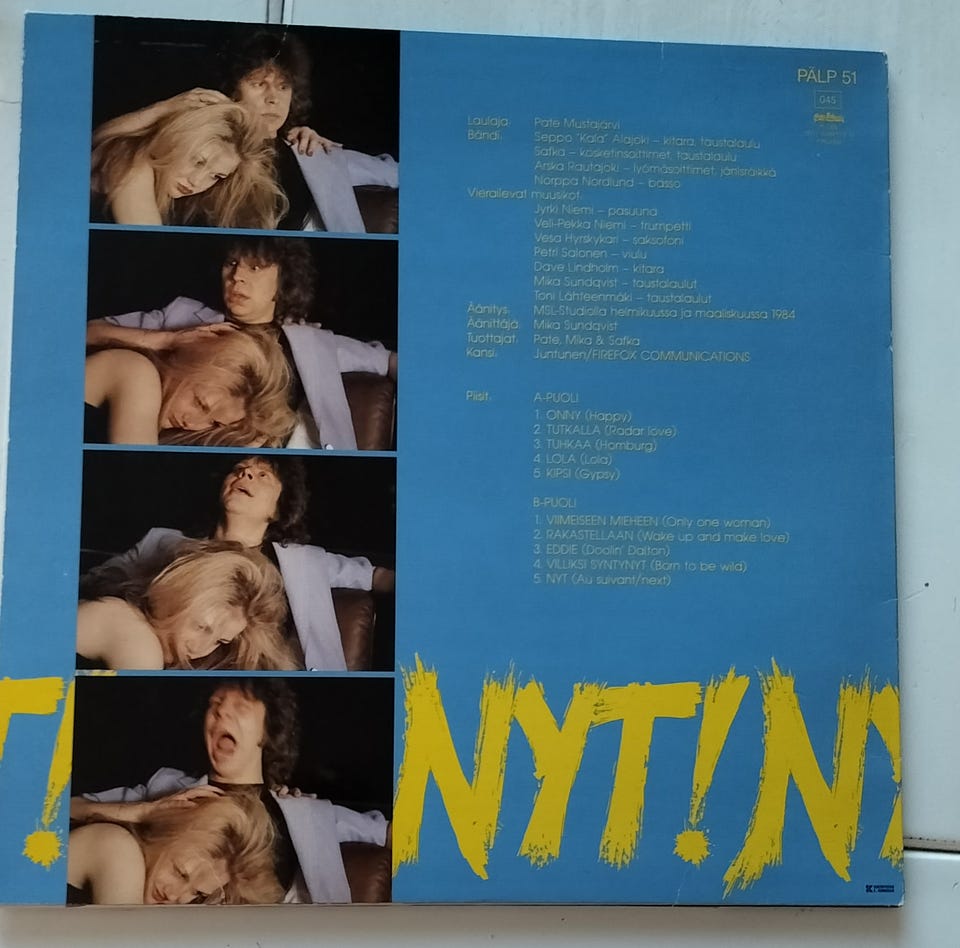 PÄLP 51
045
Laulaja: Pate Mustajärvi
Bändi: Seppo "Kala" Alajoki – kitara, taustalaulu
Safka – kosketinsoittimet, taustalaulu
Arska Rautajoki – lyömäsoittimet, jänisräikkä
Norppa Nordlund – basso
Vierailevat muusikot:
Jyrki Niemi – pasuuna
Veli-Pekka Niemi – trumpetti
Vesa Hyrskykari – saksofoni
Petri Salonen – viulu
Dave Lindholm – kitara
Mika Sundqvist – taustalaulut
Toni Lähteenmäki – taustalaulut
Äänitys: MSL-Studiolla helmikuussa ja maaliskuussa 1984
Äänittäjä: Mika Sundqvist
Tuottajat: Pate, Mika & Safka
Kansi: Juntunen/FIREFOX COMMUNICATIONS
Piisit: A-PUOLI
1. ONNY (Happy)
2. TUTKALLA (Radar love)
3. TUHKAA (Homburg)
4. LOLA (Lola)
5. KIPSI (Gypsy)
B-PUOLI
1. VIIMEISEEN MIEHEEN (Only one woman)
2. RAKASTELLAAN (Wake up and make love)
3. EDDIE (Doolin' Dalton)
4. VILLIKSI SYNTYNYT (Born to be wild)
5. NYT (Au suivant/next)
T! NYT! NY